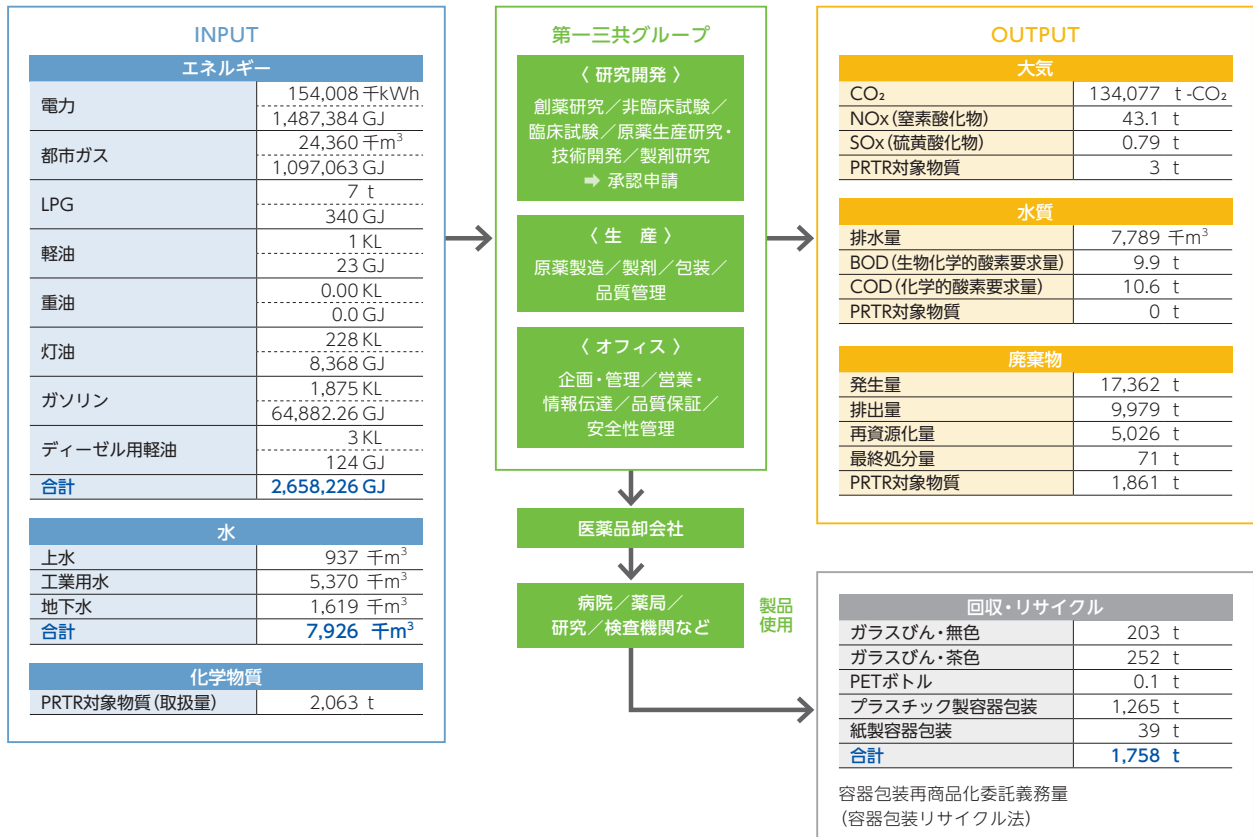 INPUT
エネルギー
電力 154,008 千kWh
1,487,384 GJ
都市ガス 24,360 千m³
1,097,063 GJ
LPG 7 t
340 GJ
軽油 1 KL
23 GJ
重油 0.00 KL
0.0 GJ
灯油 228 KL
8,368 GJ
ガソリン 1,875 KL
64,882.26 GJ
ディーゼル用軽油 3 KL
124 GJ
合計 2,658,226 GJ
水
上水 937 千m³
工業用水 5,370 千m³
地下水 1,619 千m³
合計 7,926 千m³
化学物質
PRTR対象物質(取扱量) 2,063 t
第一三共グループ
〈 研究開発 〉
創薬研究／非臨床試験／
臨床試験／原薬生産研究・
技術開発／製剤研究
➡ 承認申請
〈 生 産 〉
原薬製造／製剤／包装／
品質管理
〈 オフィス 〉
企画・管理／営業・
情報伝達／品質保証／
安全性管理
医薬品卸会社
病院／薬局／
研究／検査機関など
製品
使用
OUTPUT
大気
CO₂ 134,077 t -CO₂
NOx(窒素酸化物) 43.1 t
SOx(硫黄酸化物) 0.79 t
PRTR対象物質 3 t
水質
排水量 7,789 千m³
BOD(生物化学的酸素要求量) 9.9 t
COD(化学的酸素要求量) 10.6 t
PRTR対象物質 0 t
廃棄物
発生量 17,362 t
排出量 9,979 t
再資源化量 5,026 t
最終処分量 71 t
PRTR対象物質 1,861 t
回収・リサイクル
ガラスびん・無色 203 t
ガラスびん・茶色 252 t
PETボトル 0.1 t
プラスチック製容器包装 1,265 t
紙製容器包装 39 t
合計 1,758 t
容器包装再商品化委託義務量
(容器包装リサイクル法)